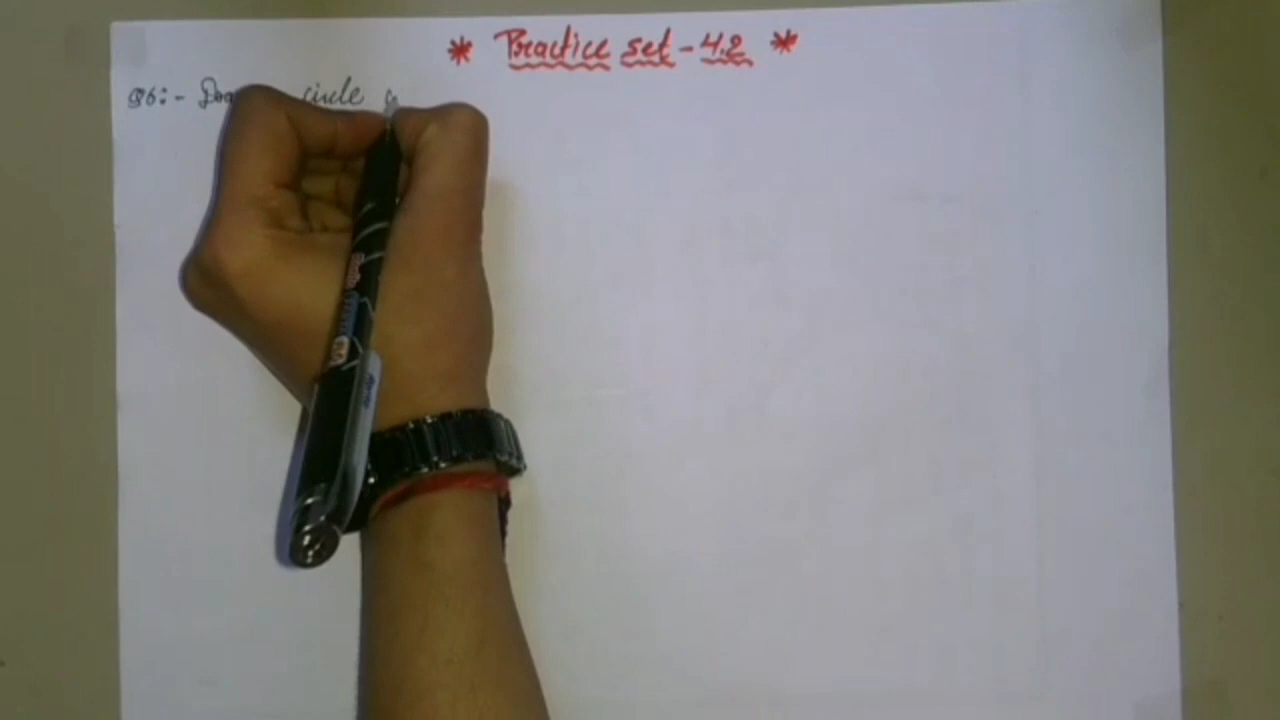 * Practice set - 4.2 *
Q6:- circle